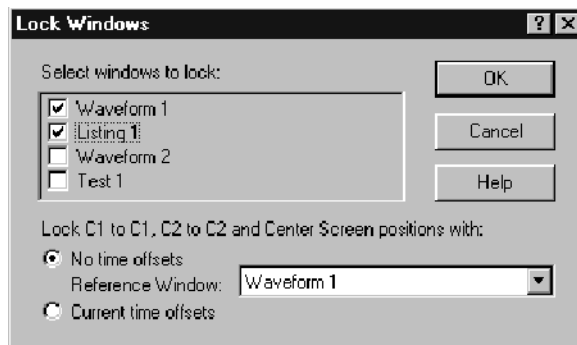 Lock Windows
Select windows to lock:
Waveform 1
Listing 1
Waveform 2
Test 1
OK
Cancel
Help
Lock C1 to C1, C2 to C2 and Center Screen positions with:
No time offsets
Reference Window: Waveform 1
Current time offsets